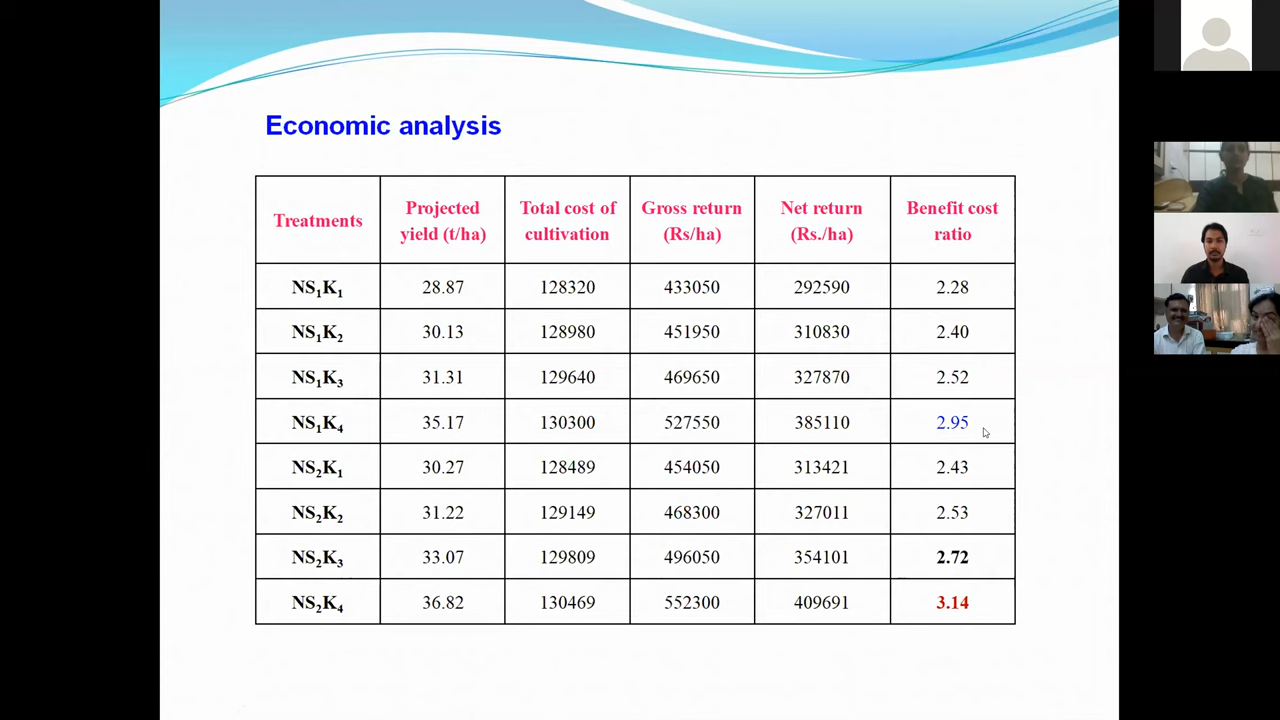 Economic analysis
Treatments Projected yield (t/ha) Total cost of cultivation Gross return (Rs/ha) Net return (Rs./ha) Benefit cost ratio
NS₁K₁ 28.87 128320 433050 292590 2.28
NS₁K₂ 30.13 128980 451950 310830 2.40
NS₁K₃ 31.31 129640 469650 327870 2.52
NS₁K₄ 35.17 130300 527550 385110 2.95
NS₂K₁ 30.27 128489 454050 313421 2.43
NS₂K₂ 31.22 129149 468300 327011 2.53
NS₂K₃ 33.07 129809 496050 354101 2.72
NS₂K₄ 36.82 130469 552300 409691 3.14